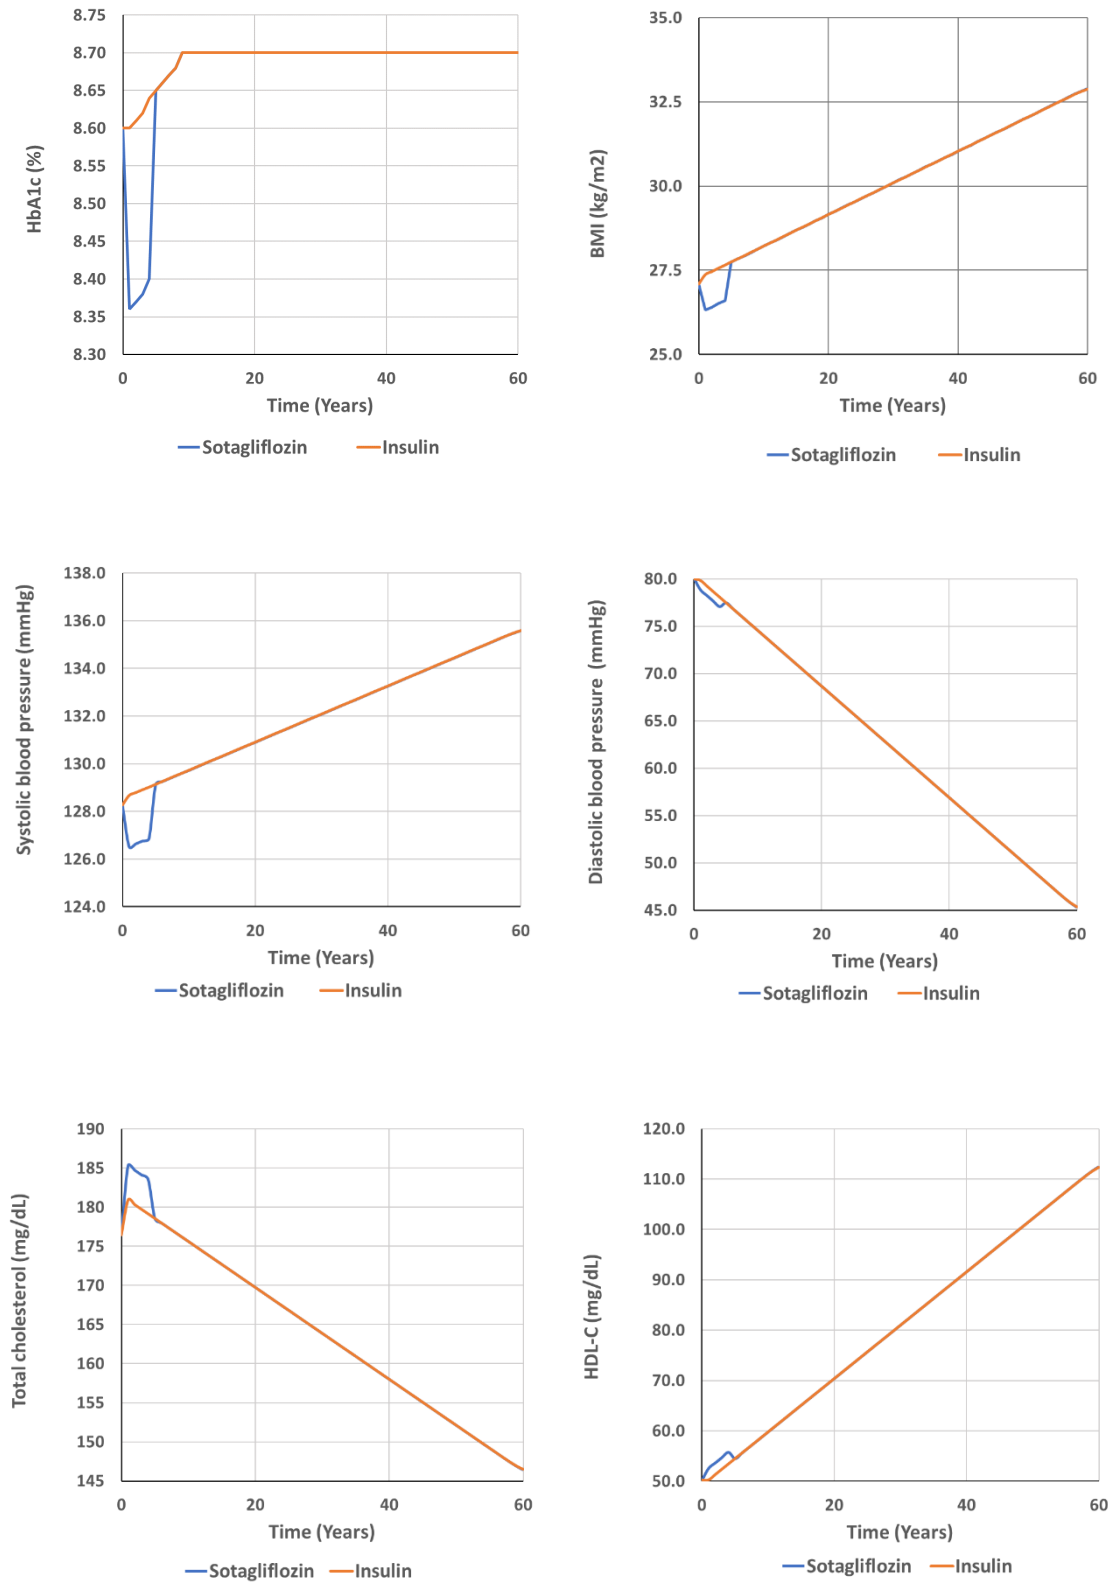 HbA1c (%)
8.75
8.70
8.65
8.60
8.55
8.50
8.45
8.40
8.35
8.30
0 20 40 60
Time (Years)
Sotagliflozin Insulin
BMI (kg/m2)
35.0
32.5
30.0
27.5
25.0
0 20 40 60
Time (Years)
Sotagliflozin Insulin
Systolic blood pressure (mmHg)
138.0
136.0
134.0
132.0
130.0
128.0
126.0
124.0
0 20 40 60
Time (Years)
Sotagliflozin Insulin
Diastolic blood pressure (mmHg)
80.0
75.0
70.0
65.0
60.0
55.0
50.0
45.0
0 20 40 60
Time (Years)
Sotagliflozin Insulin
Total cholesterol (mg/dL)
190
185
180
175
170
165
160
155
150
145
0 20 40 60
Time (Years)
Sotagliflozin Insulin
HDL-C (mg/dL)
120.0
110.0
100.0
90.0
80.0
70.0
60.0
50.0
0 20 40 60
Time (Years)
Sotagliflozin Insulin